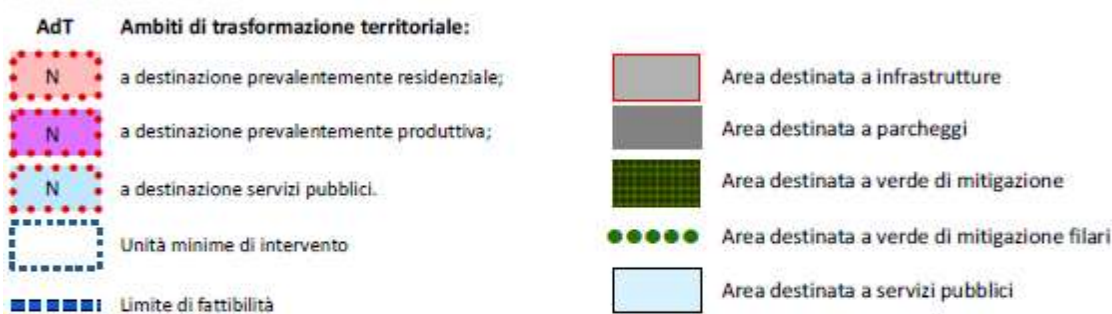 AdT Ambiti di trasformazione territoriale:
N a destinazione prevalentemente residenziale;
N a destinazione prevalentemente produttiva;
N a destinazione servizi pubblici.
Unità minime di intervento
Limite di fattibilità
Area destinata a infrastrutture
Area destinata a parcheggi
Area destinata a verde di mitigazione
Area destinata a verde di mitigazione filari
Area destinata a servizi pubblici